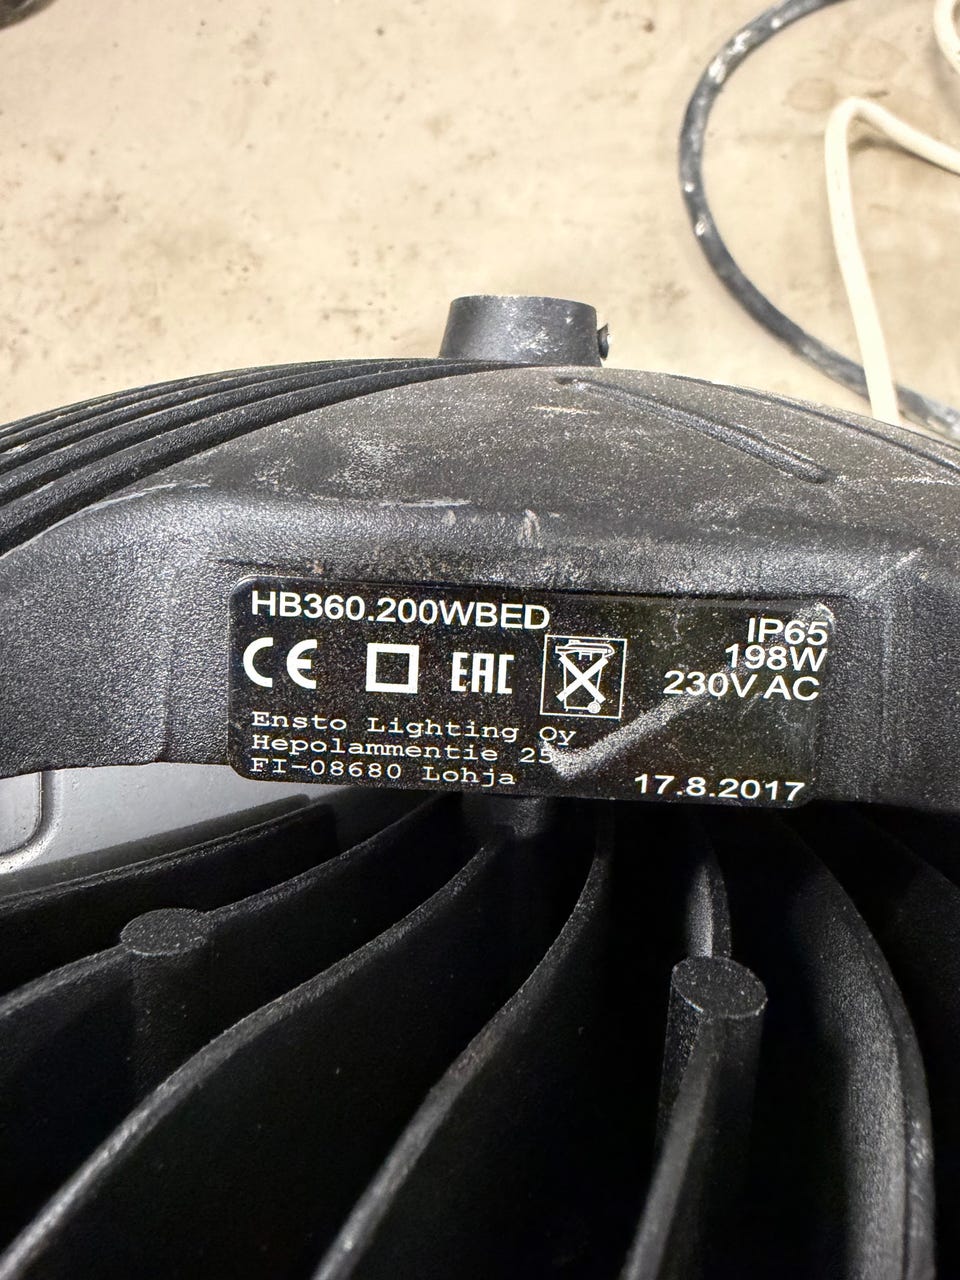 HB360.200WBED
IP65
198W
230V AC
CE EAC
Ensto Lighting Oy
Hepolammentie 25
FI-08680 Lohja
17.8.2017